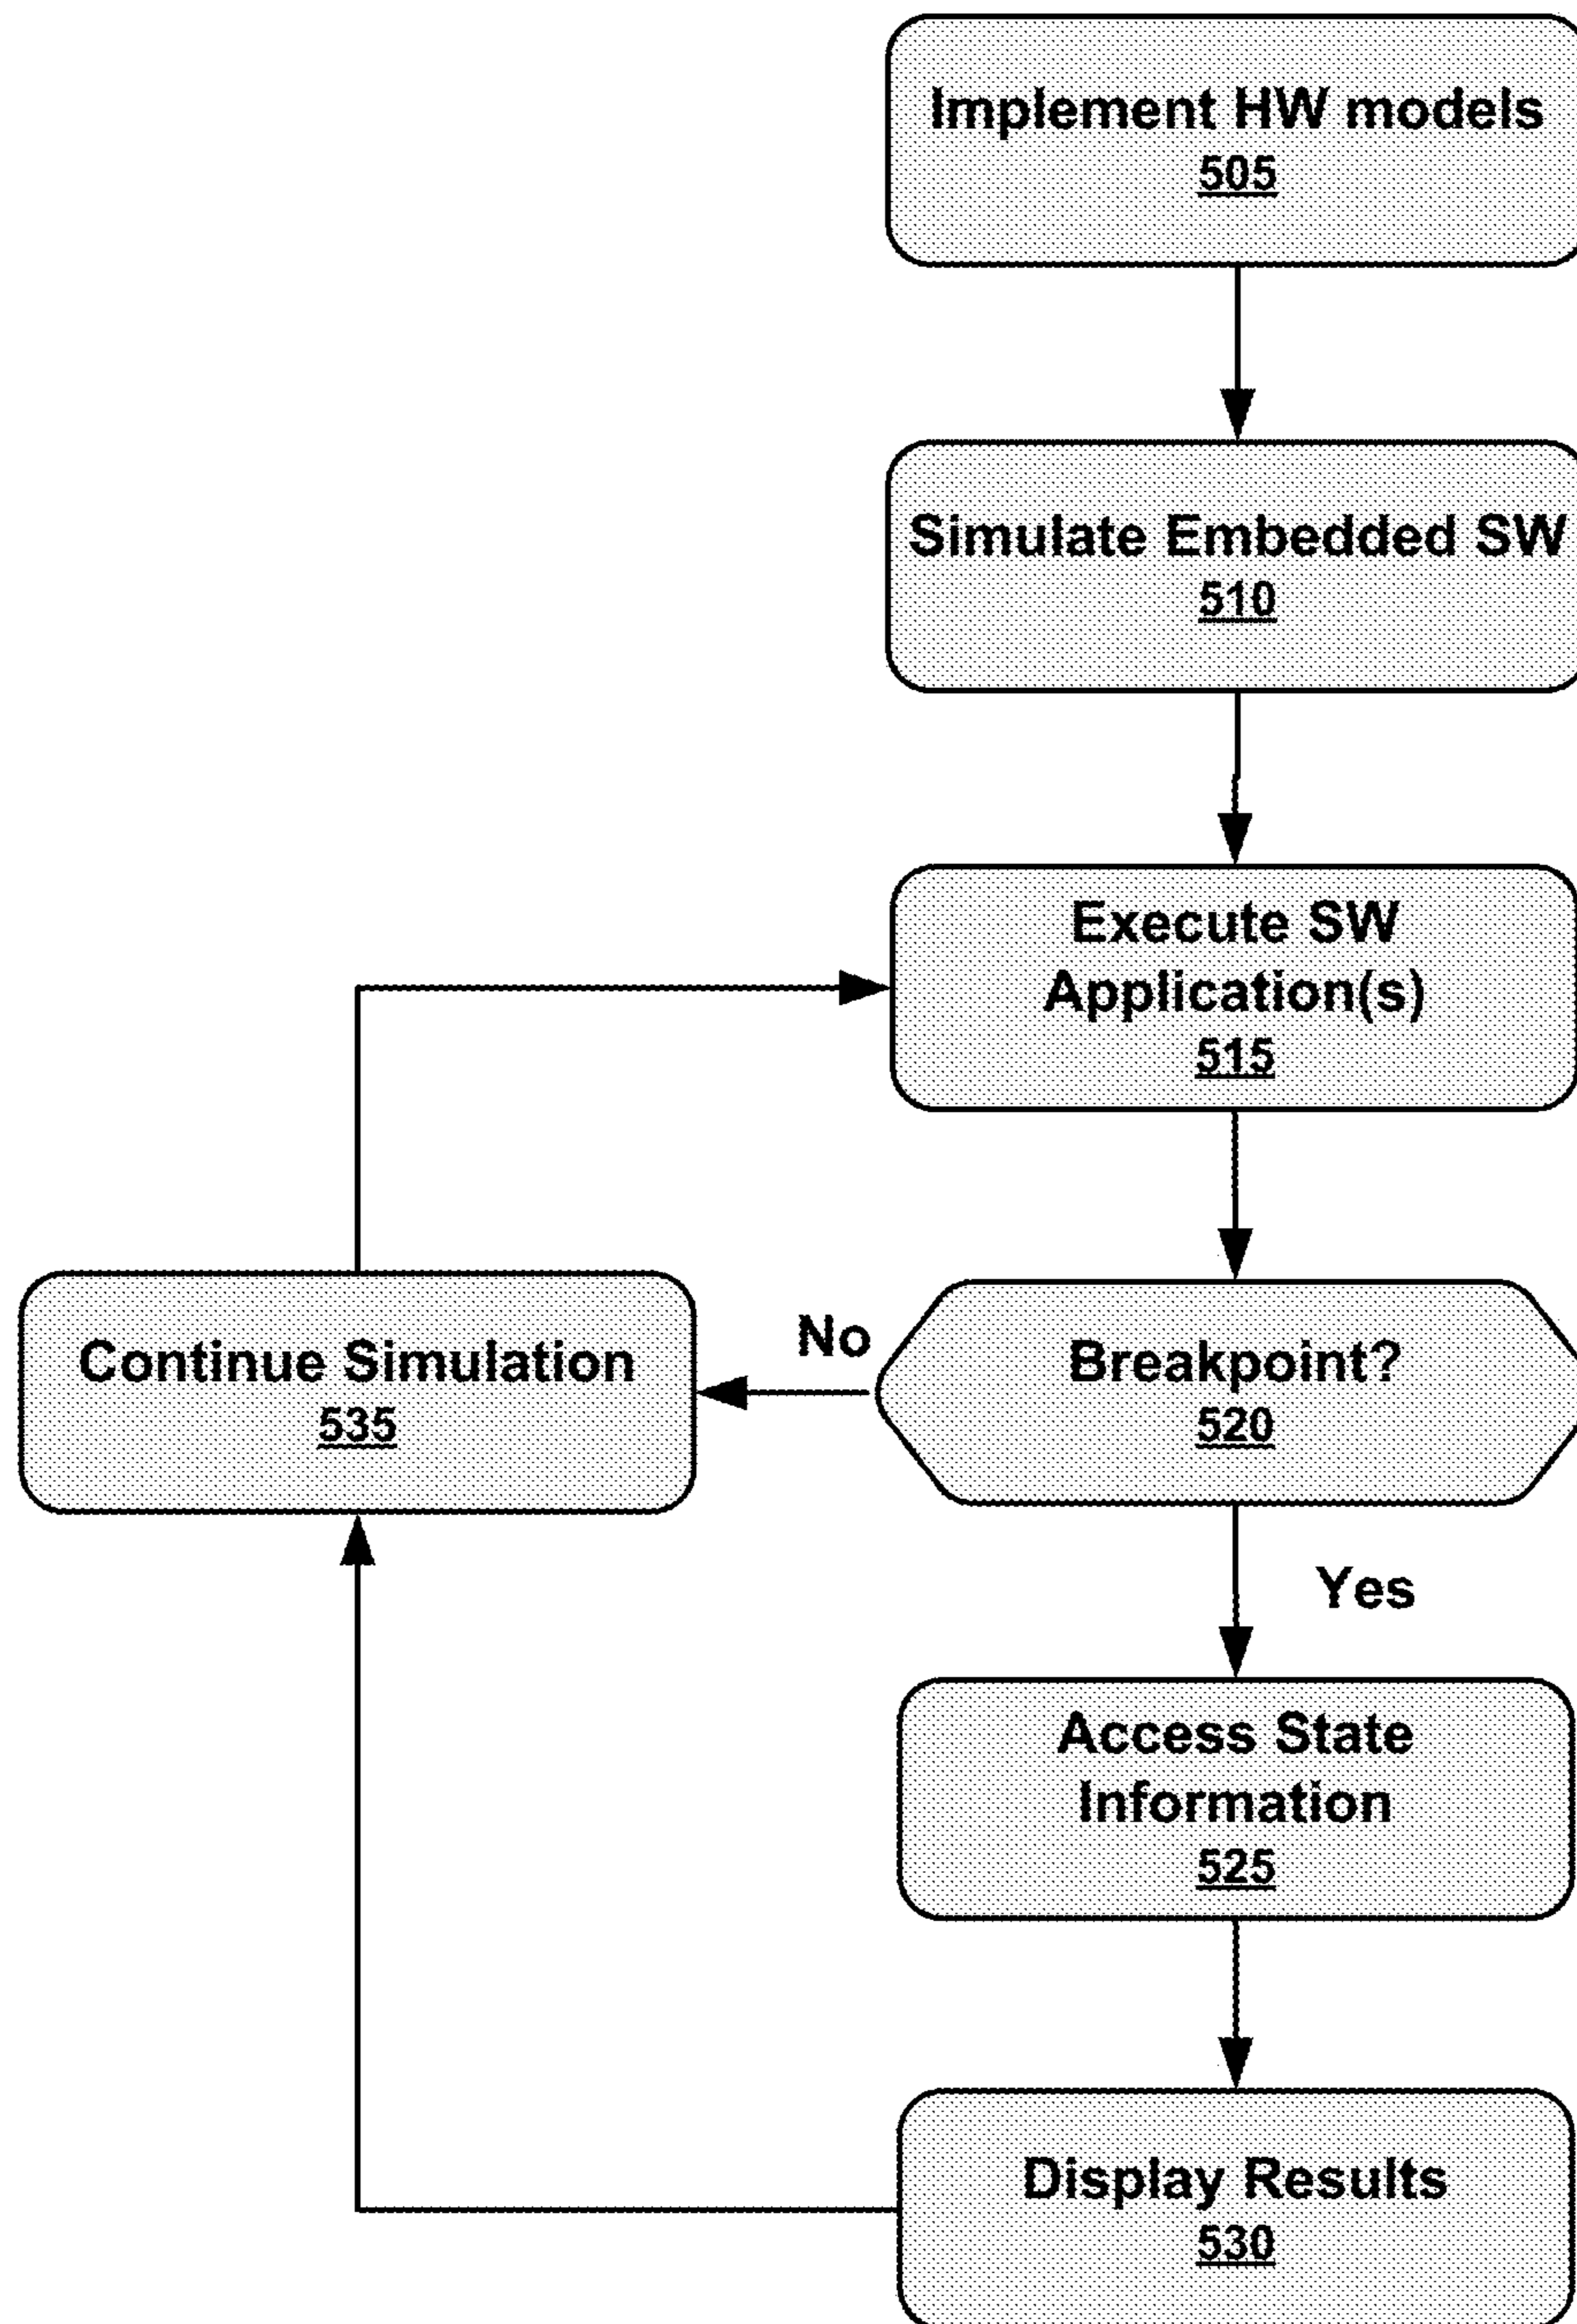 Implement HW models
505
Simulate Embedded SW
510
Execute SW
Application(s)
515
Continue Simulation
535
No
Breakpoint?
520
Yes
Access State
Information
525
Display Results
530